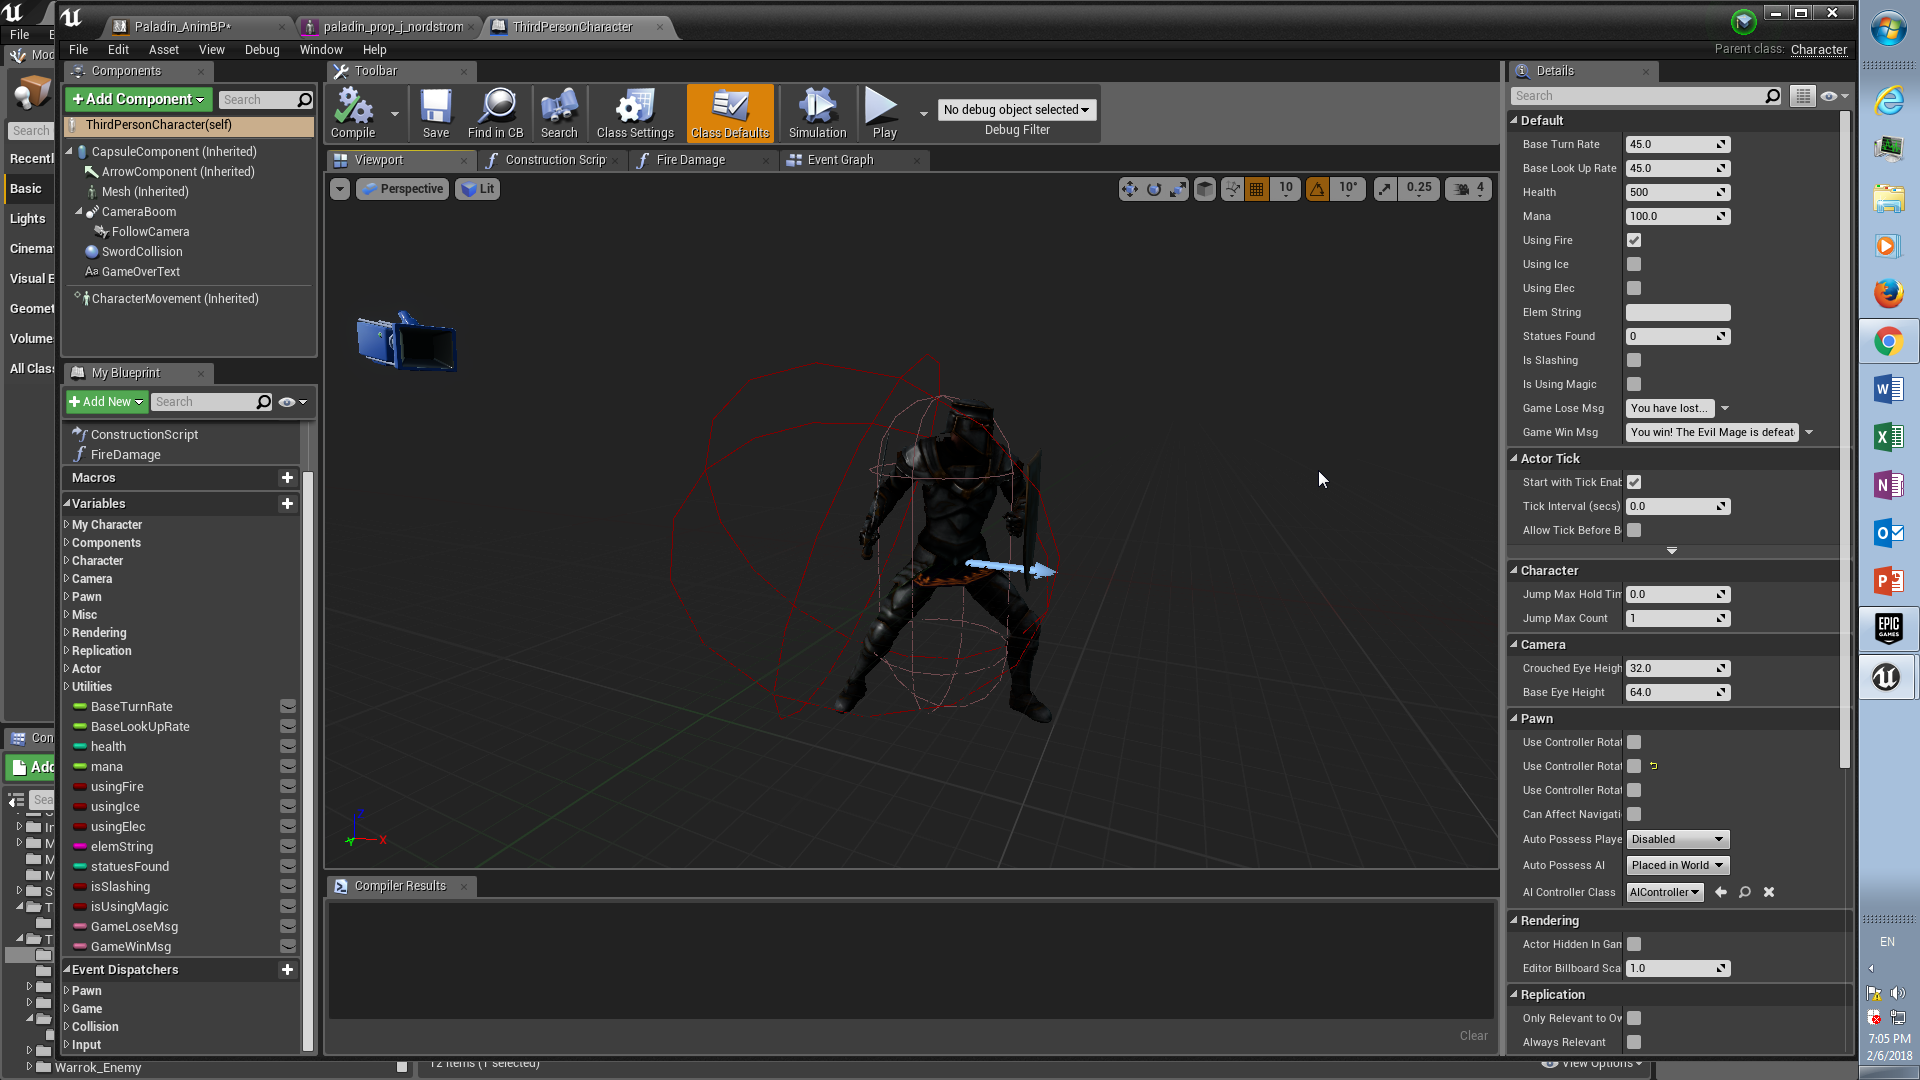 Paladin_AnimBP*
paladin_prop_j_nordstrom
ThirdPersonCharacter
File
File Edit Asset View Debug Window Help
Parent class: Character
Components
Toolbar
Details
+ Add Component
Search
ThirdPersonCharacter(self)
CapsuleComponent (Inherited)
ArrowComponent (Inherited)
Mesh (Inherited)
CameraBoom
FollowCamera
SwordCollision
Aa GameOverText
CharacterMovement (Inherited)
Compile
Save
Find in CB
Search
Class Settings
Class Defaults
Simulation
Play
No debug object selected
Debug Filter
Viewport
Construction Scrip
Fire Damage
Event Graph
Perspective
Lit
10
10°
0.25
4
Search
Recentl
Basic
Lights
Cinema
Visual E
Geomet
Volume
All Clas
My Blueprint
+ Add New
Search
ConstructionScript
FireDamage
Macros
Variables
My Character
Components
Character
Camera
Pawn
Misc
Rendering
Replication
Actor
Utilities
BaseTurnRate
BaseLookUpRate
health
mana
usingFire
usingIce
usingElec
elemString
statuesFound
isSlashing
isUsingMagic
GameLoseMsg
GameWinMsg
Event Dispatchers
Pawn
Game
Collision
Input
Con
Add
Sea
Warrok_Enemy
12 items (1 selected)
View Options
Z
X
Y
Compiler Results
Clear
Search
Default
Base Turn Rate 45.0
Base Look Up Rate 45.0
Health 500
Mana 100.0
Using Fire
Using Ice
Using Elec
Elem String
Statues Found 0
Is Slashing
Is Using Magic
Game Lose Msg You have lost...
Game Win Msg You win! The Evil Mage is defeat
Actor Tick
Start with Tick Enab
Tick Interval (secs) 0.0
Allow Tick Before B
Character
Jump Max Hold Tim 0.0
Jump Max Count 1
Camera
Crouched Eye Heigh 32.0
Base Eye Height 64.0
Pawn
Use Controller Rotat
Use Controller Rotat
Use Controller Rotat
Can Affect Navigati
Auto Possess Playe Disabled
Auto Possess AI Placed in World
AI Controller Class AIController
Rendering
Actor Hidden In Gam
Editor Billboard Sca 1.0
Replication
Only Relevant to Ow
Always Relevant
EPIC
GAMES
EN
7:05 PM
2/6/2018